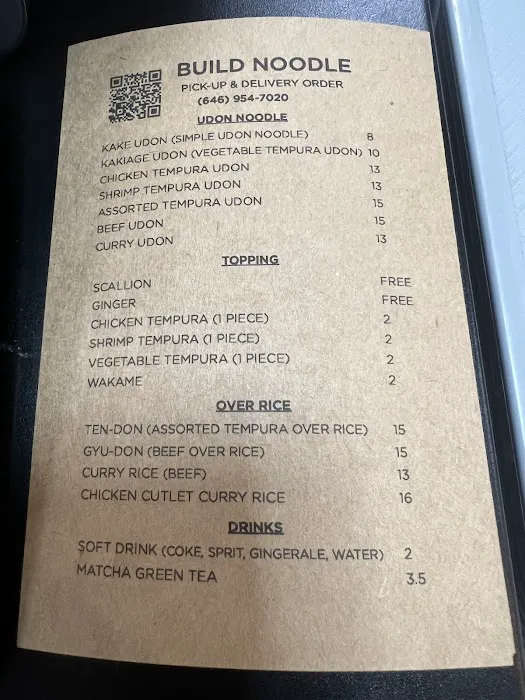 BUILD NOODLE
PICK-UP & DELIVERY ORDER
(646) 954-7020
UDON NOODLE
KAKE UDON (SIMPLE UDON NOODLE) 8
KAKIAGE UDON (VEGETABLE TEMPURA UDON) 10
CHICKEN TEMPURA UDON 13
SHRIMP TEMPURA UDON 13
ASSORTED TEMPURA UDON 15
BEEF UDON 15
CURRY UDON 13
TOPPING
SCALLION FREE
GINGER FREE
CHICKEN TEMPURA (1 PIECE) 2
SHRIMP TEMPURA (1 PIECE) 2
VEGETABLE TEMPURA (1 PIECE) 2
WAKAME 2
OVER RICE
TEN-DON (ASSORTED TEMPURA OVER RICE) 15
GYU-DON (BEEF OVER RICE) 15
CURRY RICE (BEEF) 13
CHICKEN CUTLET CURRY RICE 16
DRINKS
SOFT DRINK (COKE, SPRIT, GINGERALE, WATER) 2
MATCHA GREEN TEA 3.5